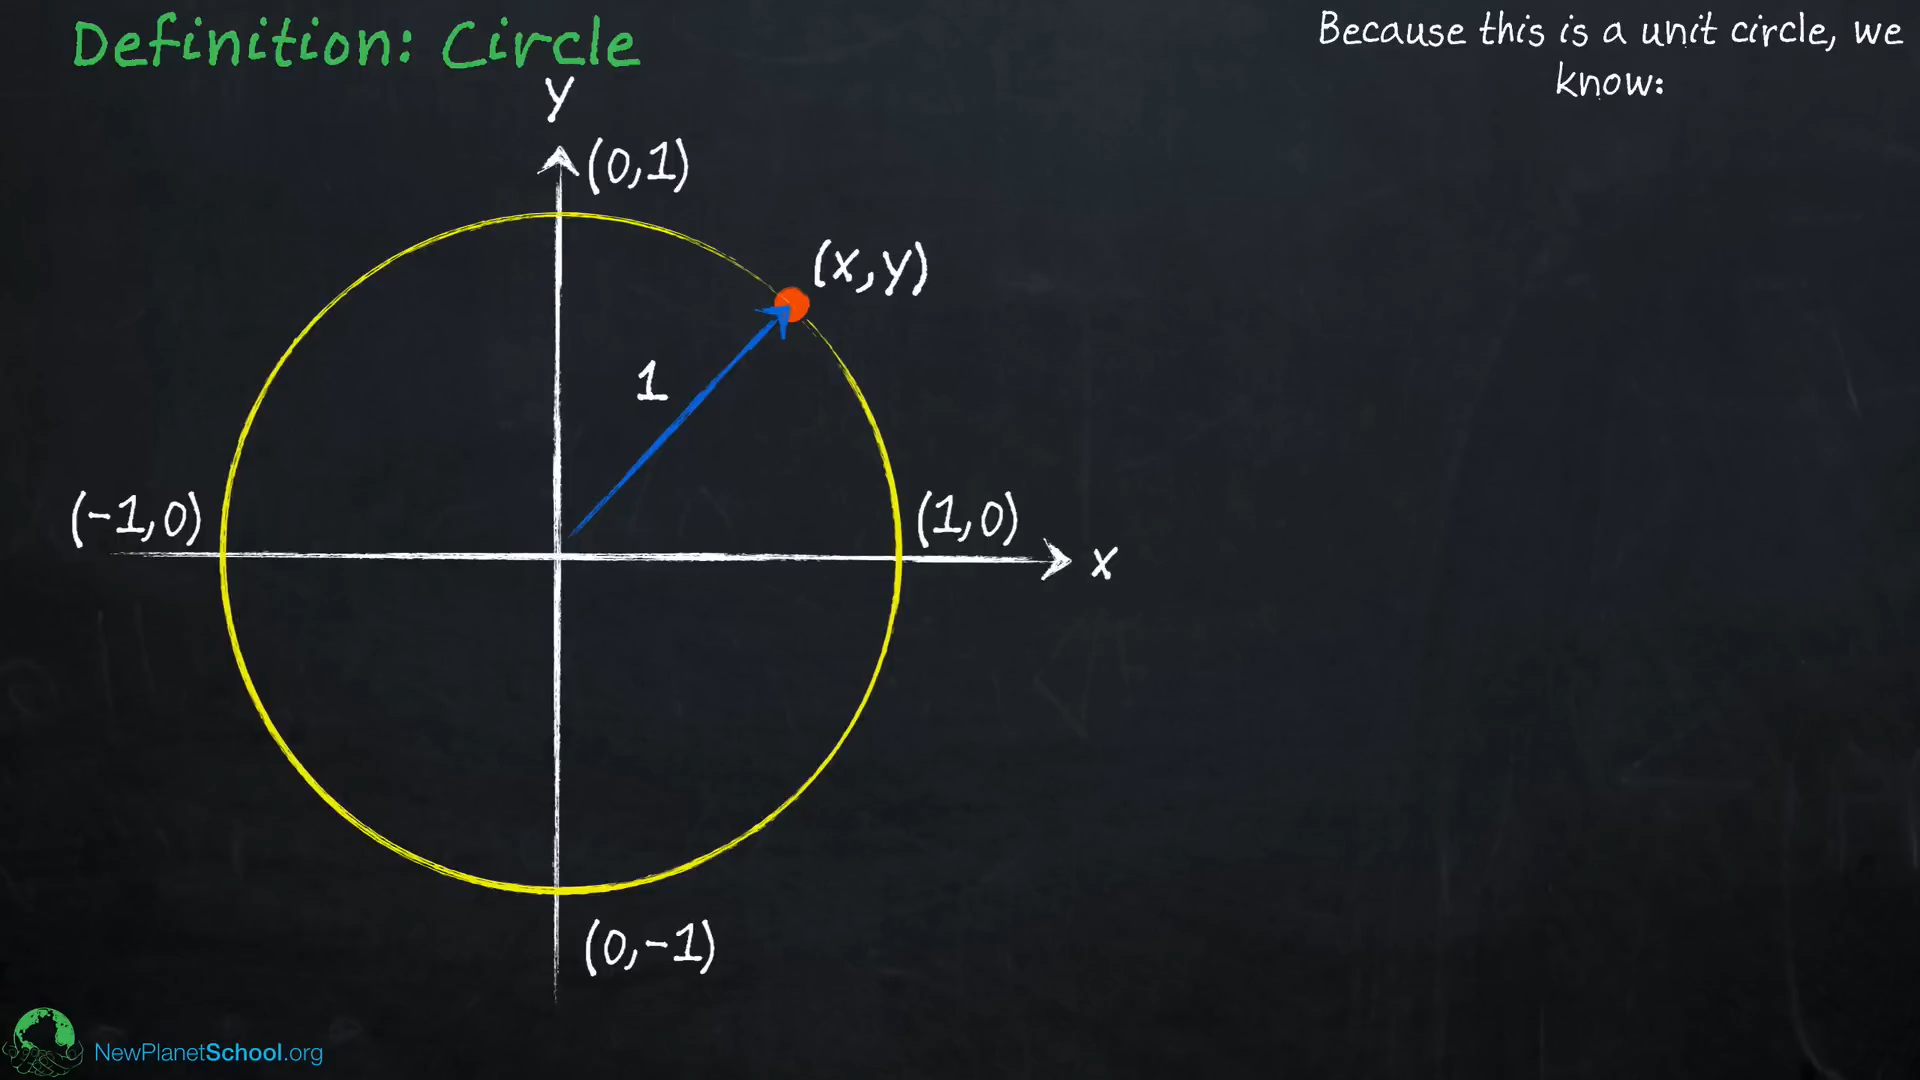 Definition: Circle
Because this is a unit circle, we
know:
y
(0,1)
(x,y)
1
(-1,0)
(1,0)
x
(0,-1)
NewPlanetSchool.org